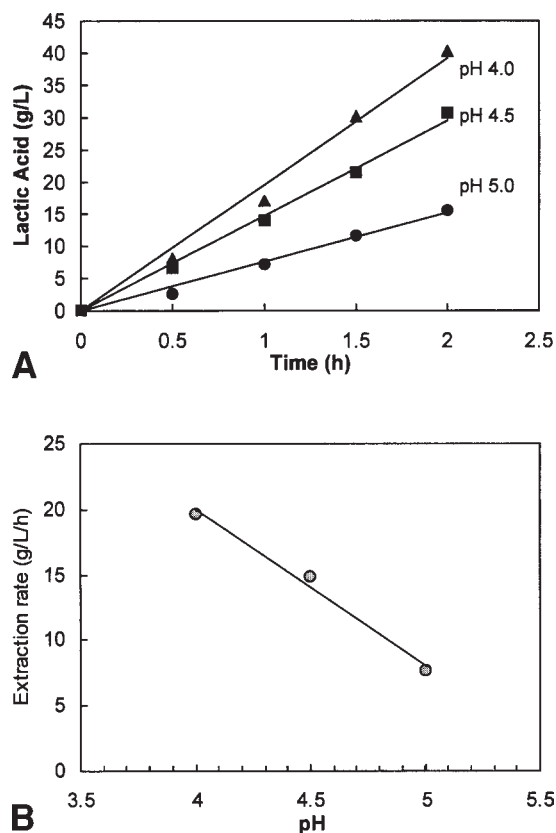 45
40
35
30
25
20
15
10
5
0
Lactic Acid (g/L)
pH 4.0
pH 4.5
pH 5.0
0 0.5 1 1.5 2 2.5
Time (h)
A
25
20
15
10
5
0
Extraction rate (g/L/h)
3.5 4 4.5 5 5.5
pH
B